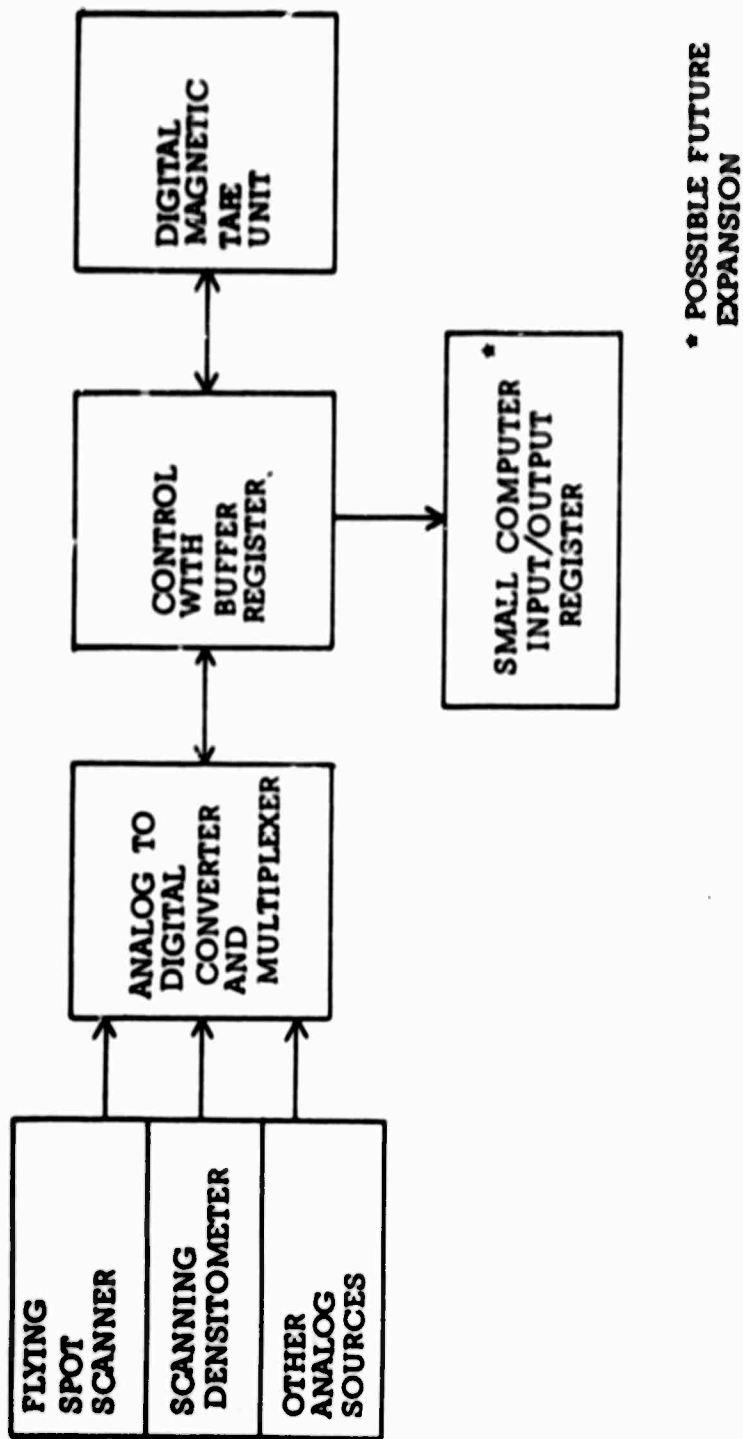 FLYING
SPOT
SCANNER
SCANNING
DENSITOMETER
OTHER
ANALOG
SOURCES
ANALOG TO
DIGITAL
CONVERTER
AND
MULTIPLEXER
CONTROL
WITH
BUFFER
REGISTER.
DIGITAL
MAGNETIC
TAPE
UNIT
SMALL COMPUTER *
INPUT/OUTPUT
REGISTER
* POSSIBLE FUTURE
EXPANSION